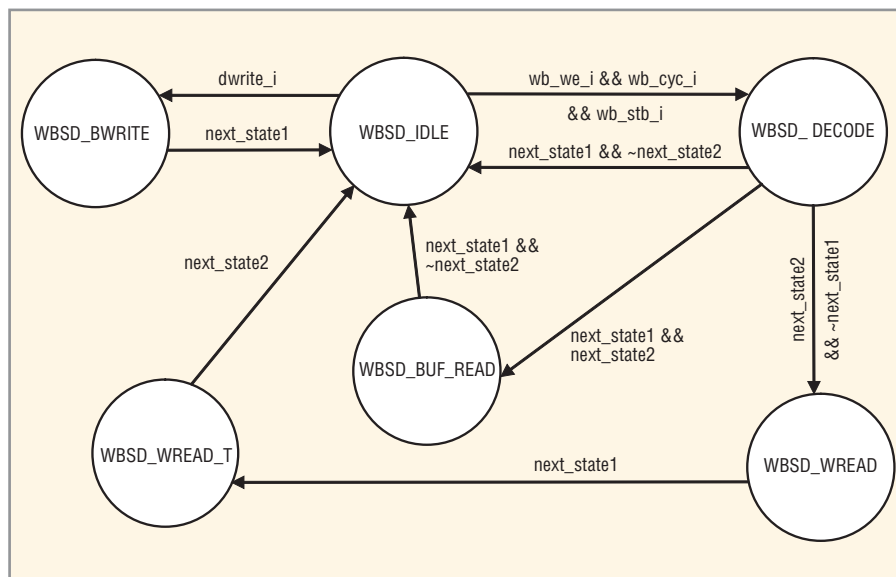 dwrite_i
wb_we_i && wb_cyc_i
&& wb_stb_i
WBSD_BWRITE
WBSD_IDLE
WBSD_ DECODE
next_state1
next_state1 && ~next_state2
next_state2
next_state1 &&
~next_state2
next_state1 &&
next_state2
next_state2
&& ~next_state1
WBSD_BUF_READ
WBSD_WREAD_T
WBSD_WREAD
next_state1